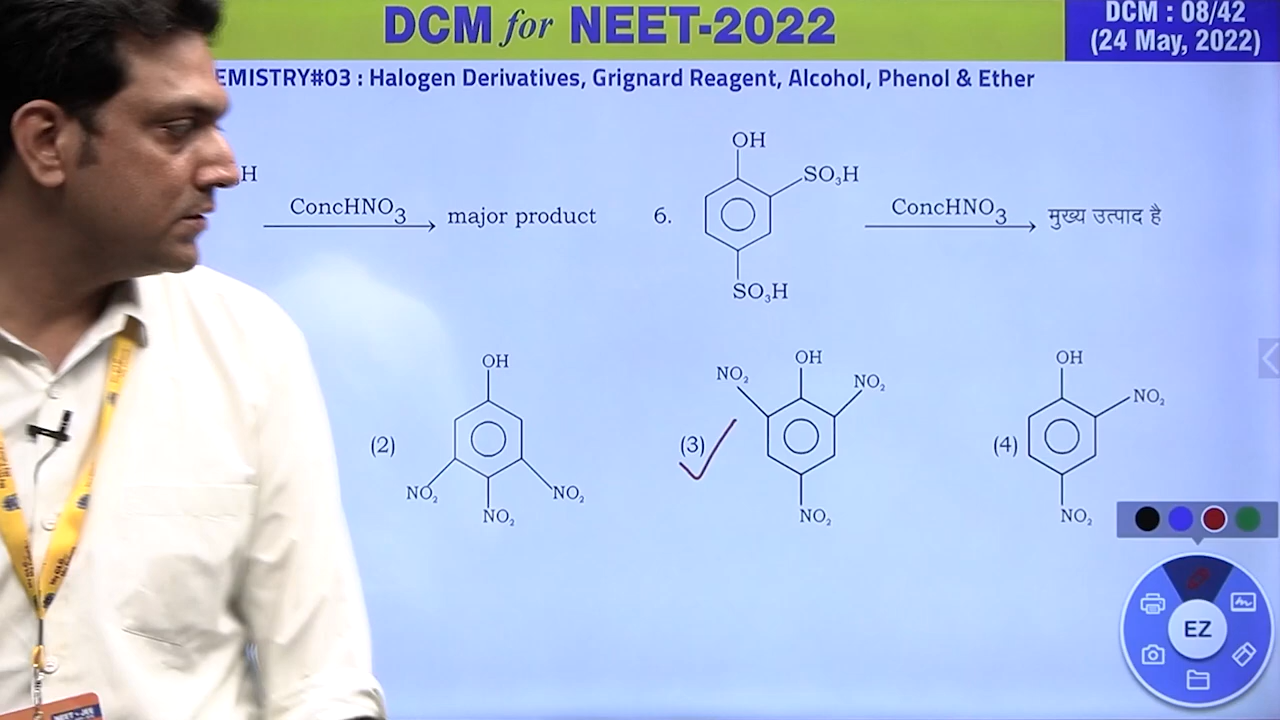 DCM for NEET-2022
DCM : 08/42
(24 May, 2022)
EMISTRY#03 : Halogen Derivatives, Grignard Reagent, Alcohol, Phenol & Ether
H
ConcHNO₃
major product
6.
OH
SO₃H
SO₃H
ConcHNO₃
मुख्य उत्पाद है
(2)
OH
NO₂
NO₂
NO₂
(3)
OH
NO₂
NO₂
NO₂
(4)
OH
NO₂
NO₂
EZ